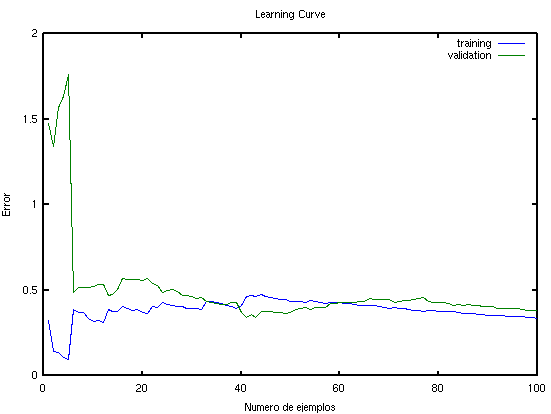 Learning Curve
training
validation
2
1.5
1
0.5
0
Error
0
20
40
60
80
100
Numero de ejemplos